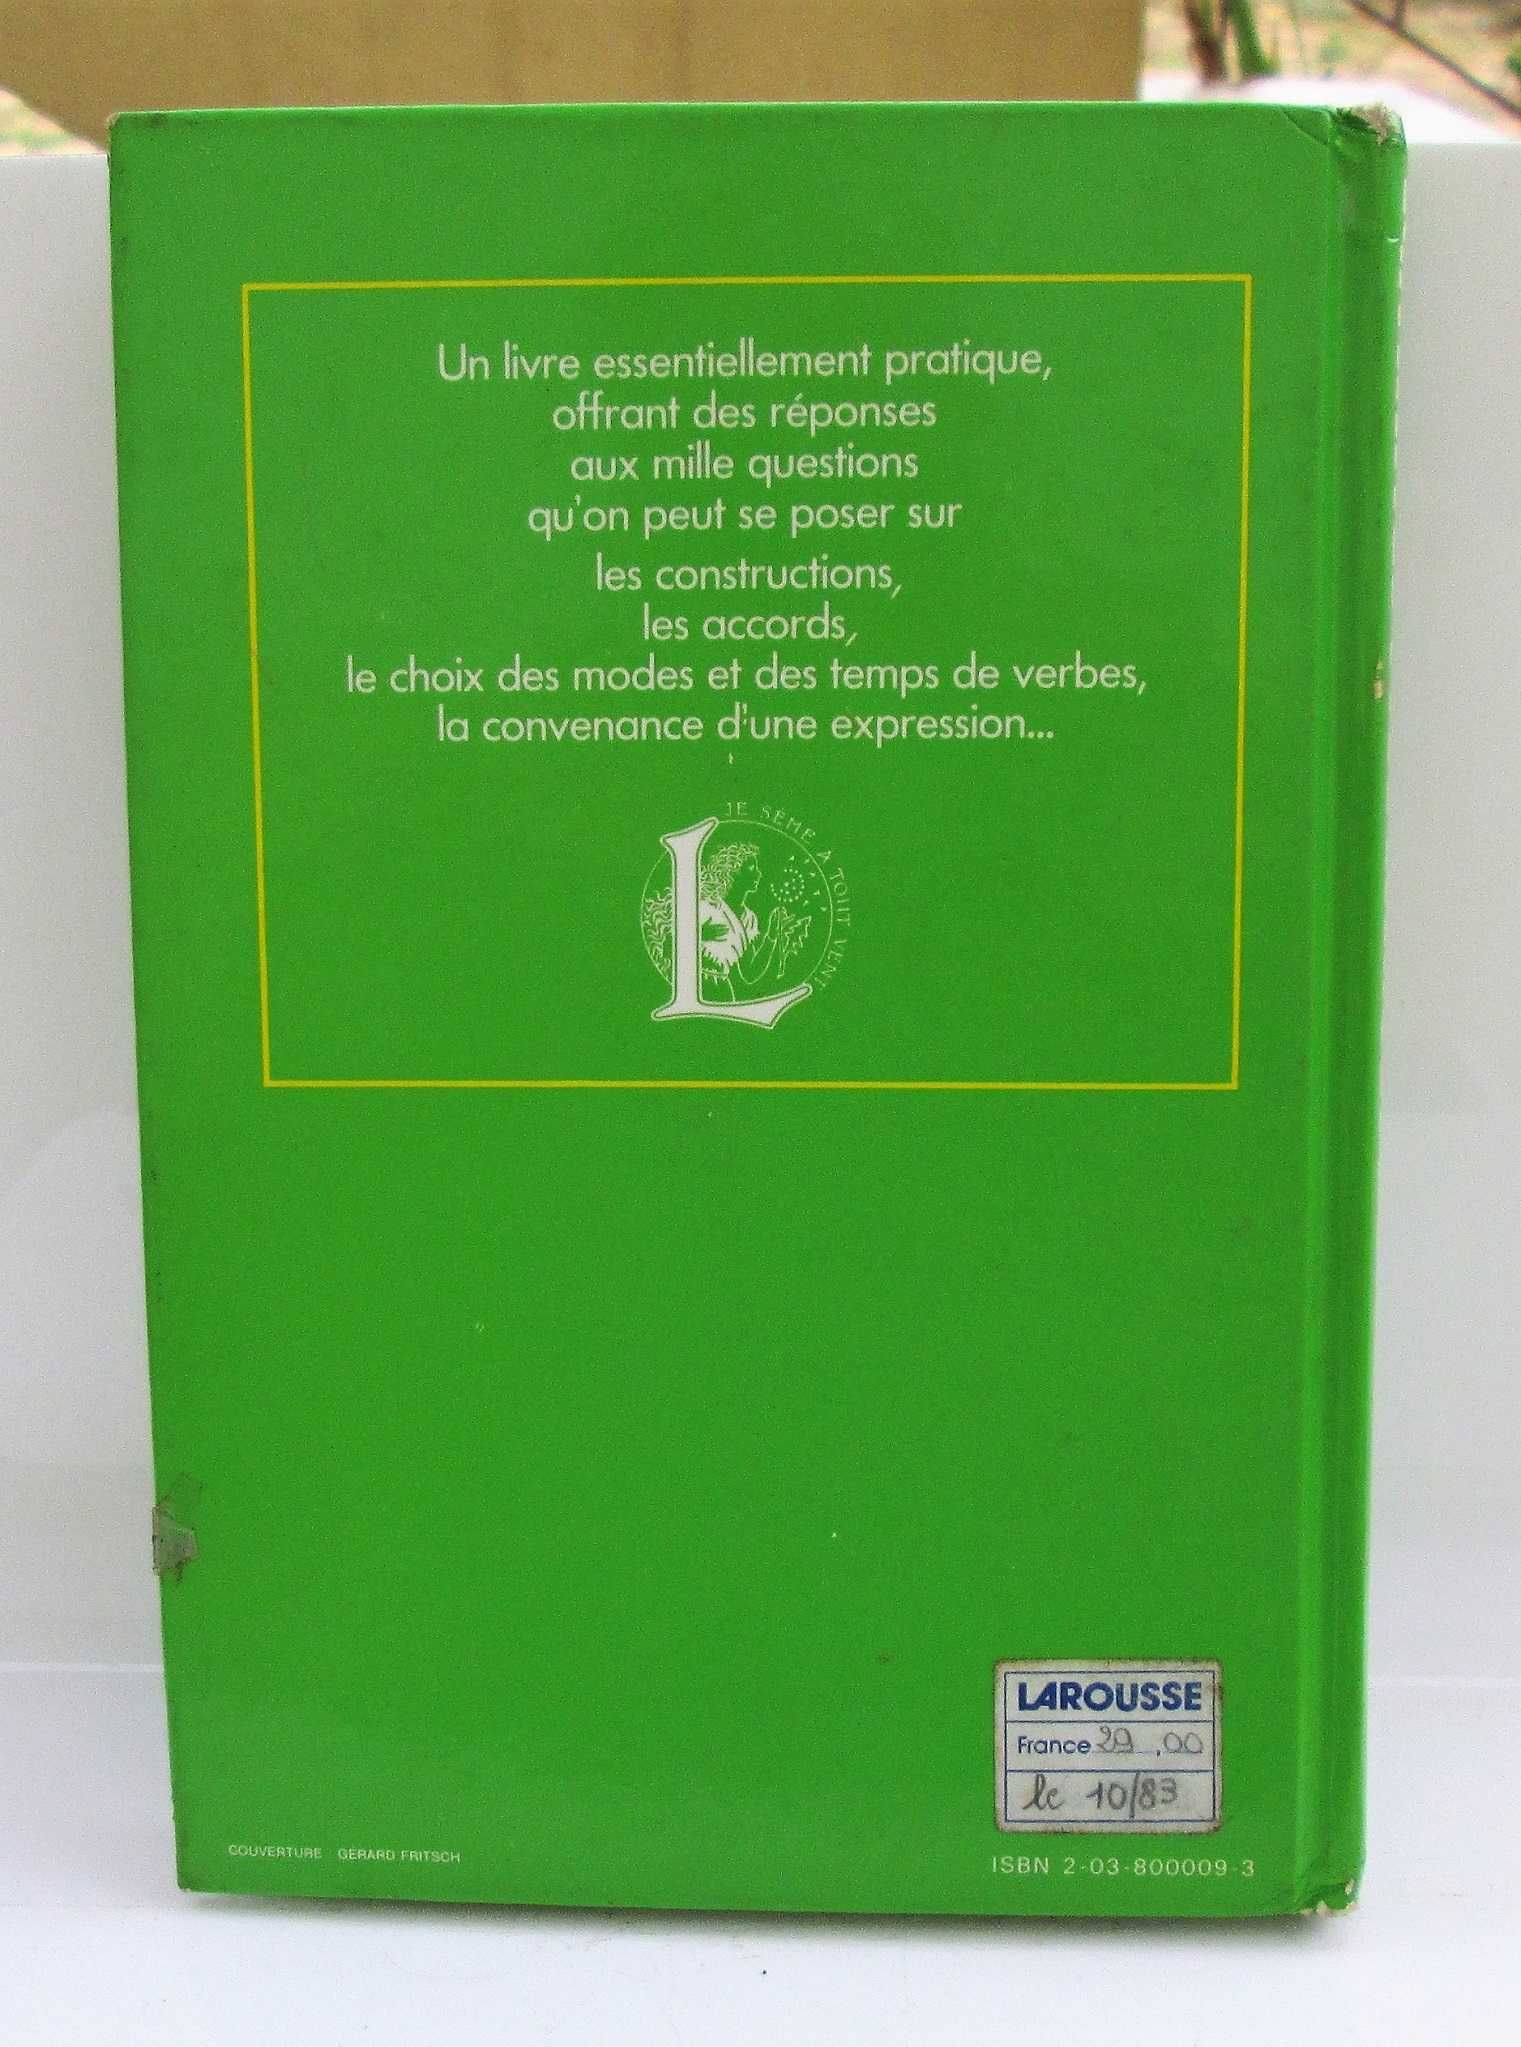 Un livre essentiellement pratique,
offrant des réponses
aux mille questions
qu'on peut se poser sur
les constructions,
les accords,
le choix des modes et des temps de verbes,
la convenance d'une expression...
JE SÈME À TOUT VENT
L
LAROUSSE
France 29,00
le 10/83
COUVERTURE GÉRARD FRITSCH
ISBN 2-03-800009-3